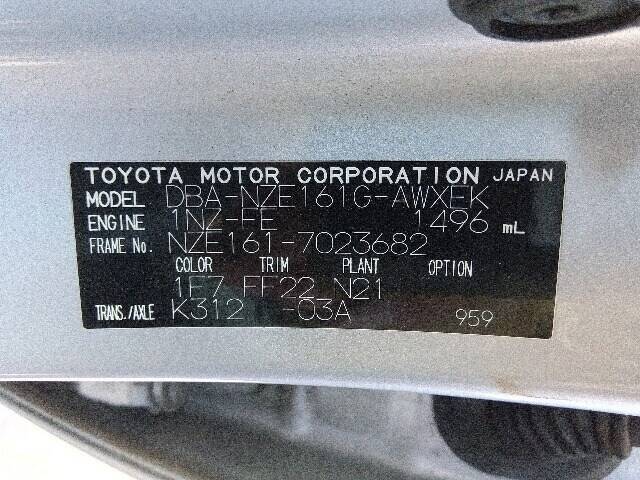 TOYOTA MOTOR CORPORATION JAPAN
MODEL DBA-NZE161G-AWXEK
ENGINE 1NZ-FE 1496 mL
FRAME No. NZE161-7023682
COLOR TRIM PLANT OPTION
1F7 FF22 N21
TRANS./AXLE K312 -03A 959